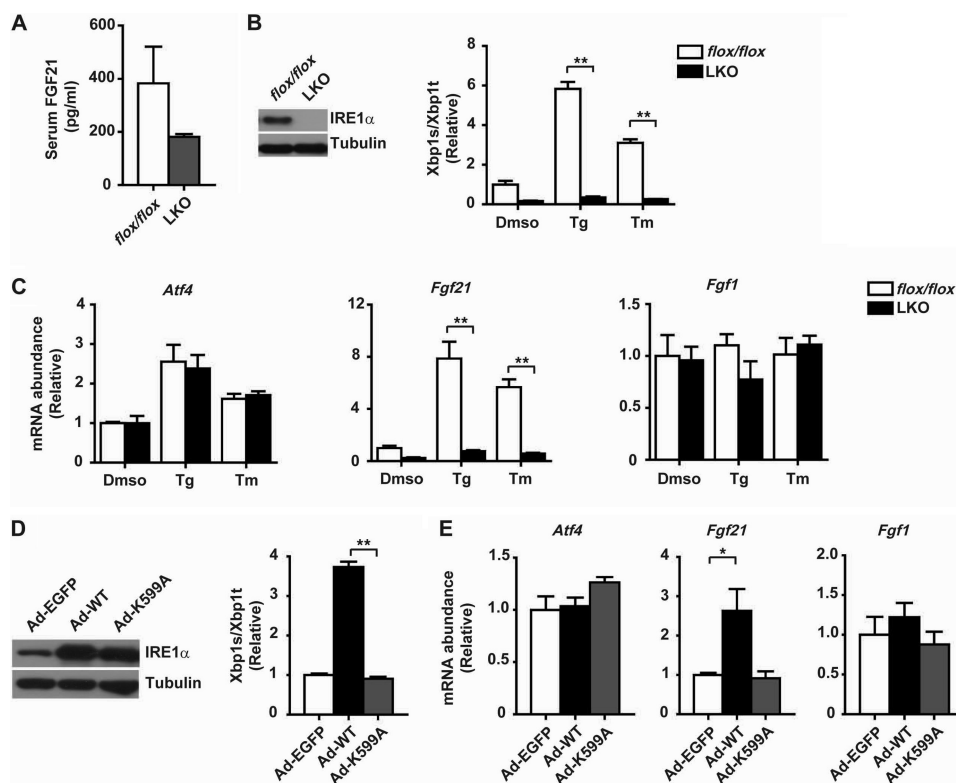 A
600
400
200
0
Serum FGF21
(pg/ml)
flox/flox
LKO
B
flox/flox
LKO
IRE1α
Tubulin
8
6
4
2
0
Xbp1s/Xbp1t
(Relative)
**
**
Dmso
Tg
Tm
flox/flox
LKO
C
Atf4
4
3
2
1
0
mRNA abundance
(Relative)
Dmso
Tg
Tm
Fgf21
12
8
4
0
**
**
Dmso
Tg
Tm
Fgf1
1.5
1.0
0.5
0
Dmso
Tg
Tm
flox/flox
LKO
D
Ad-EGFP
Ad-WT
Ad-K599A
IRE1α
Tubulin
4
3
2
1
0
Xbp1s/Xbp1t
(Relative)
**
Ad-EGFP
Ad-WT
Ad-K599A
E
Atf4
1.5
1.0
0.5
0
mRNA abundance
(Relative)
Ad-EGFP
Ad-WT
Ad-K599A
Fgf21
4
3
2
1
0
*
Ad-EGFP
Ad-WT
Ad-K599A
Fgf1
2.0
1.5
1.0
0.5
0
Ad-EGFP
Ad-WT
Ad-K599A